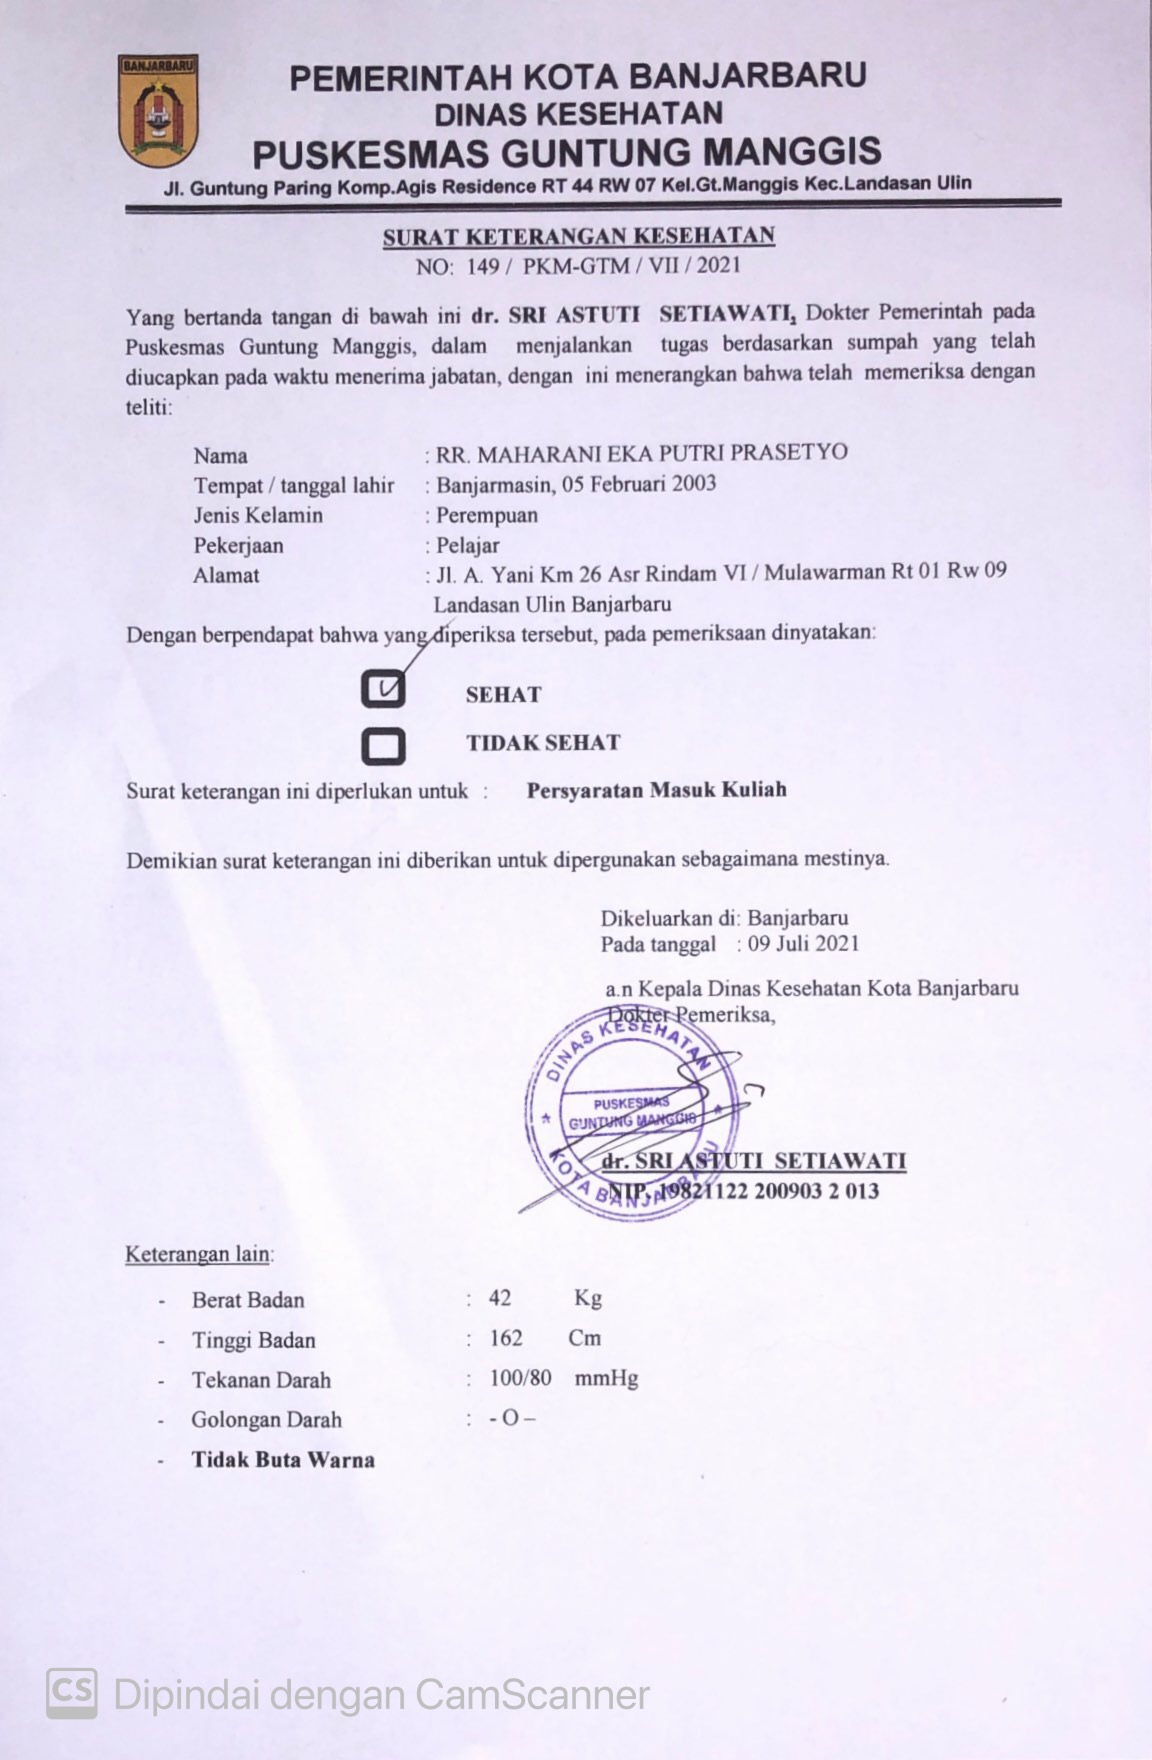 BANJARBARU
PEMERINTAH KOTA BANJARBARU
DINAS KESEHATAN
PUSKESMAS GUNTUNG MANGGIS
Jl. Guntung Paring Komp.Agis Residence RT 44 RW 07 Kel.Gt.Manggis Kec.Landasan Ulin
SURAT KETERANGAN KESEHATAN
NO: 149 / PKM-GTM / VII / 2021
Yang bertanda tangan di bawah ini dr. SRI ASTUTI SETIAWATI, Dokter Pemerintah pada
Puskesmas Guntung Manggis, dalam menjalankan tugas berdasarkan sumpah yang telah
diucapkan pada waktu menerima jabatan, dengan ini menerangkan bahwa telah memeriksa dengan
teliti:
Nama : RR. MAHARANI EKA PUTRI PRASETYO
Tempat / tanggal lahir : Banjarmasin, 05 Februari 2003
Jenis Kelamin : Perempuan
Pekerjaan : Pelajar
Alamat : Jl. A. Yani Km 26 Asr Rindam VI / Mulawarman Rt 01 Rw 09
Landasan Ulin Banjarbaru
Dengan berpendapat bahwa yang diperiksa tersebut, pada pemeriksaan dinyatakan:
SEHAT
TIDAK SEHAT
Surat keterangan ini diperlukan untuk : Persyaratan Masuk Kuliah
Demikian surat keterangan ini diberikan untuk dipergunakan sebagaimana mestinya.
Dikeluarkan di: Banjarbaru
Pada tanggal : 09 Juli 2021
a.n Kepala Dinas Kesehatan Kota Banjarbaru
Dokter Pemeriksa,
DINAS KESEHATAN
PUSKESMAS
GUNTUNG MANGGIS
KOTA BANJARBARU
dr. SRI ASTUTI SETIAWATI
NIP. 19821122 200903 2 013
Keterangan lain:
- Berat Badan : 42 Kg
- Tinggi Badan : 162 Cm
- Tekanan Darah : 100/80 mmHg
- Golongan Darah : - O –
- Tidak Buta Warna
CS Dipindai dengan CamScanner